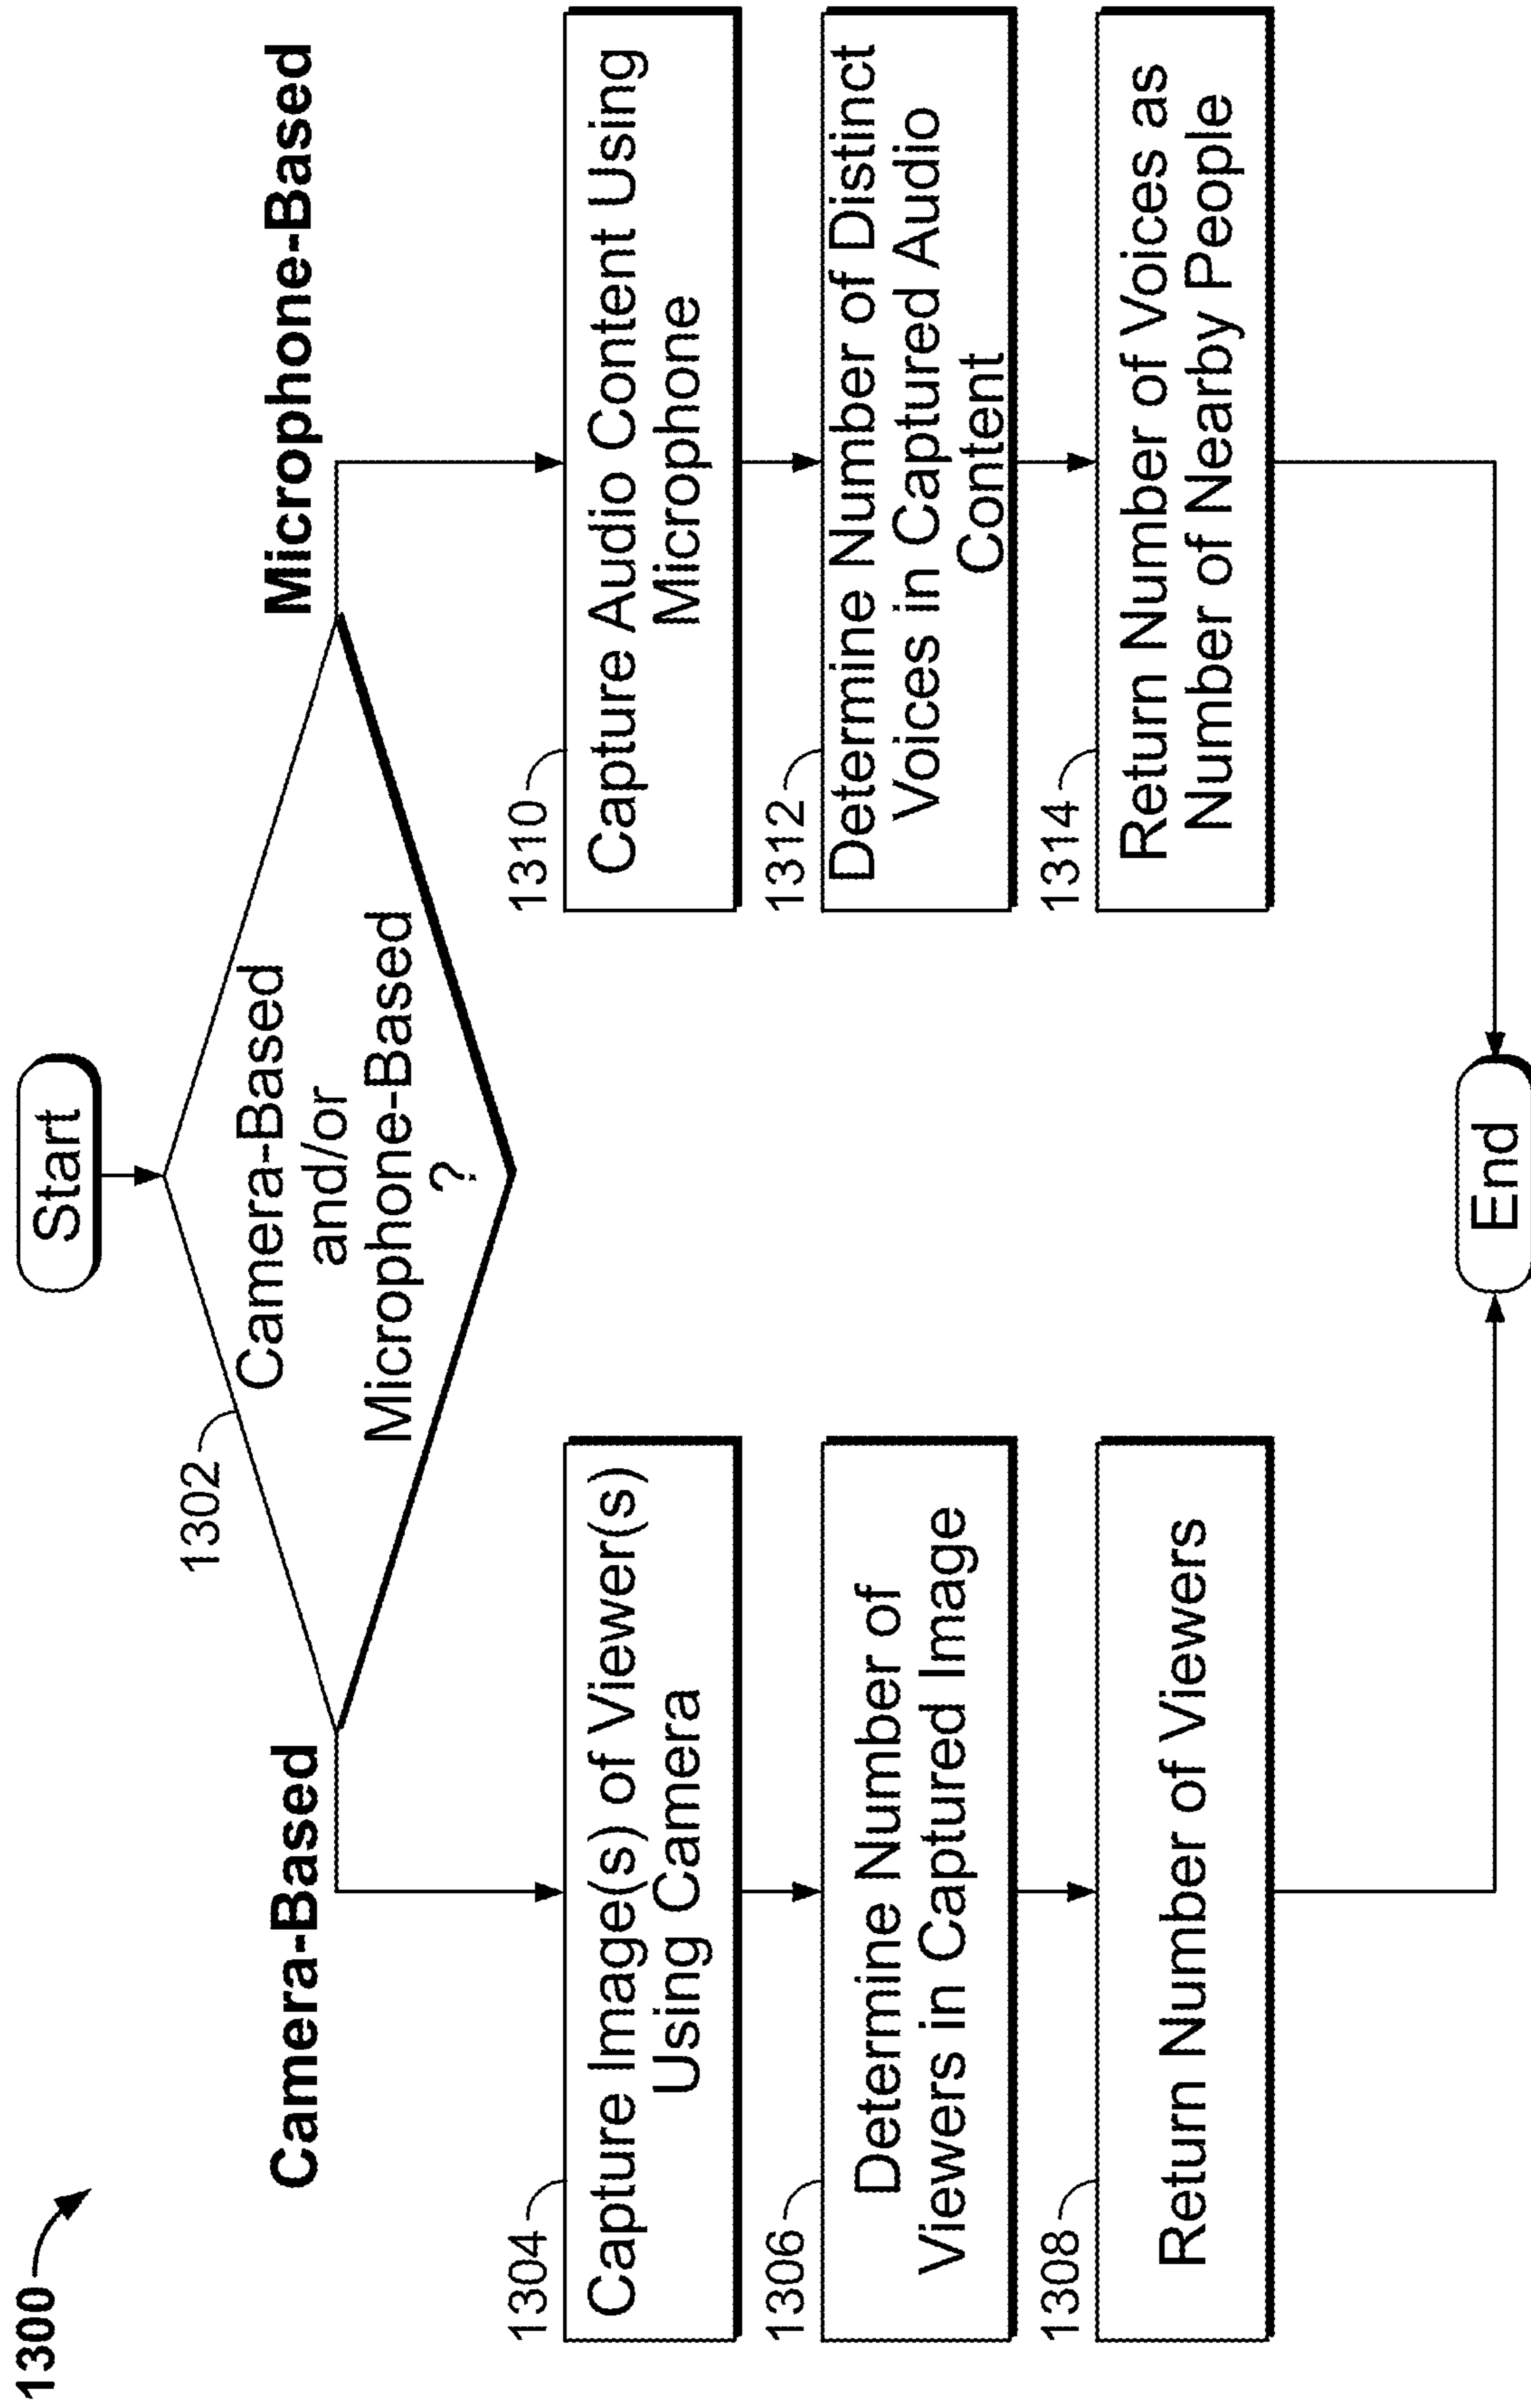 1300
Start
1302
Camera-Based
and/or
Microphone-Based
?
Camera-Based
Microphone-Based
1304
Capture Image(s) of Viewer(s)
Using Camera
1306
Determine Number of
Viewers in Captured Image
1308
Return Number of Viewers
1310
Capture Audio Content Using
Microphone
1312
Determine Number of Distinct
Voices in Captured Audio
Content
1314
Return Number of Voices as
Number of Nearby People
End